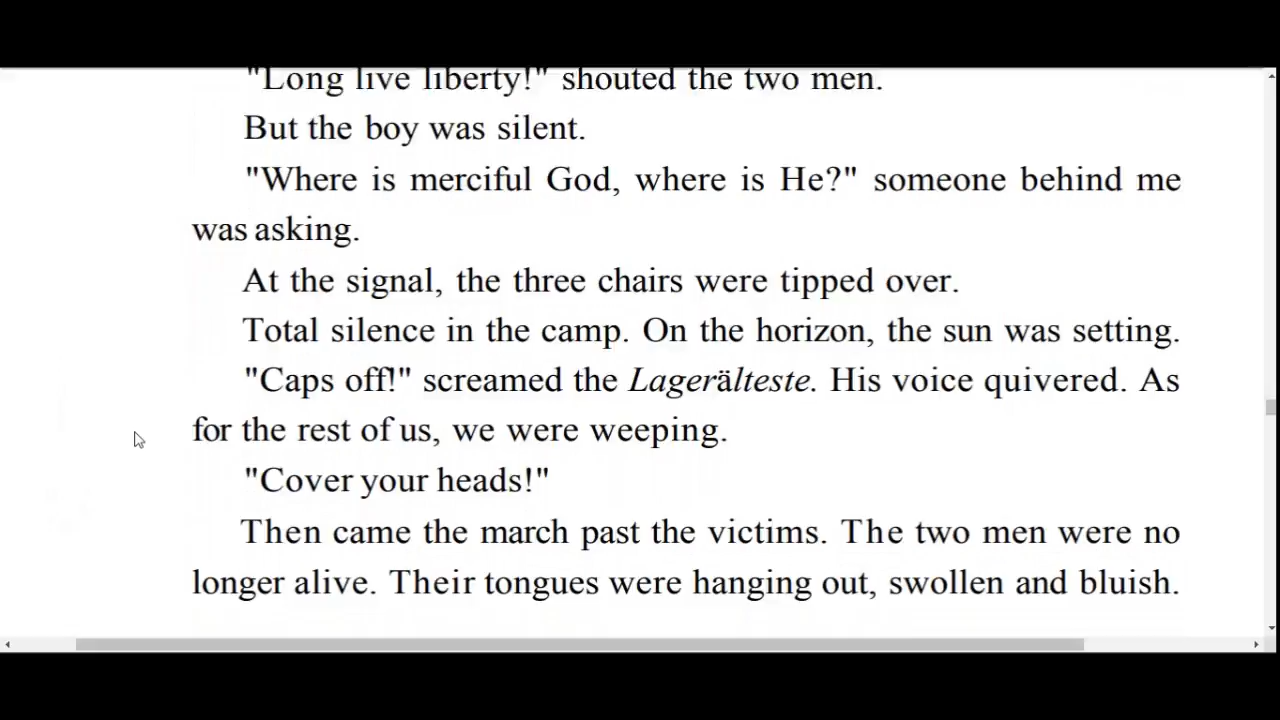 "Long live liberty!" shouted the two men.
But the boy was silent.
"Where is merciful God, where is He?" someone behind me
was asking.
At the signal, the three chairs were tipped over.
Total silence in the camp. On the horizon, the sun was setting.
"Caps off!" screamed the Lagerälteste. His voice quivered. As
for the rest of us, we were weeping.
"Cover your heads!"
Then came the march past the victims. The two men were no
longer alive. Their tongues were hanging out, swollen and bluish.